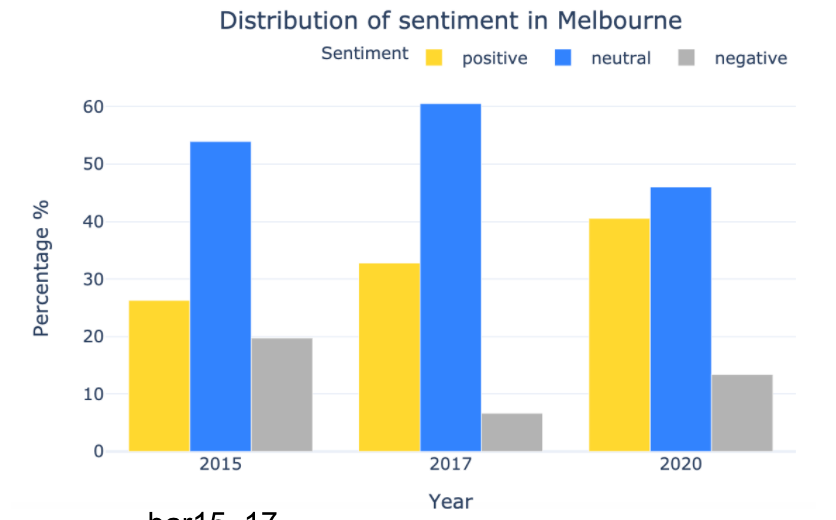 Distribution of sentiment in Melbourne
Sentiment positive neutral negative
60
50
40
30
20
10
0
Percentage %
2015 2017 2020
Year